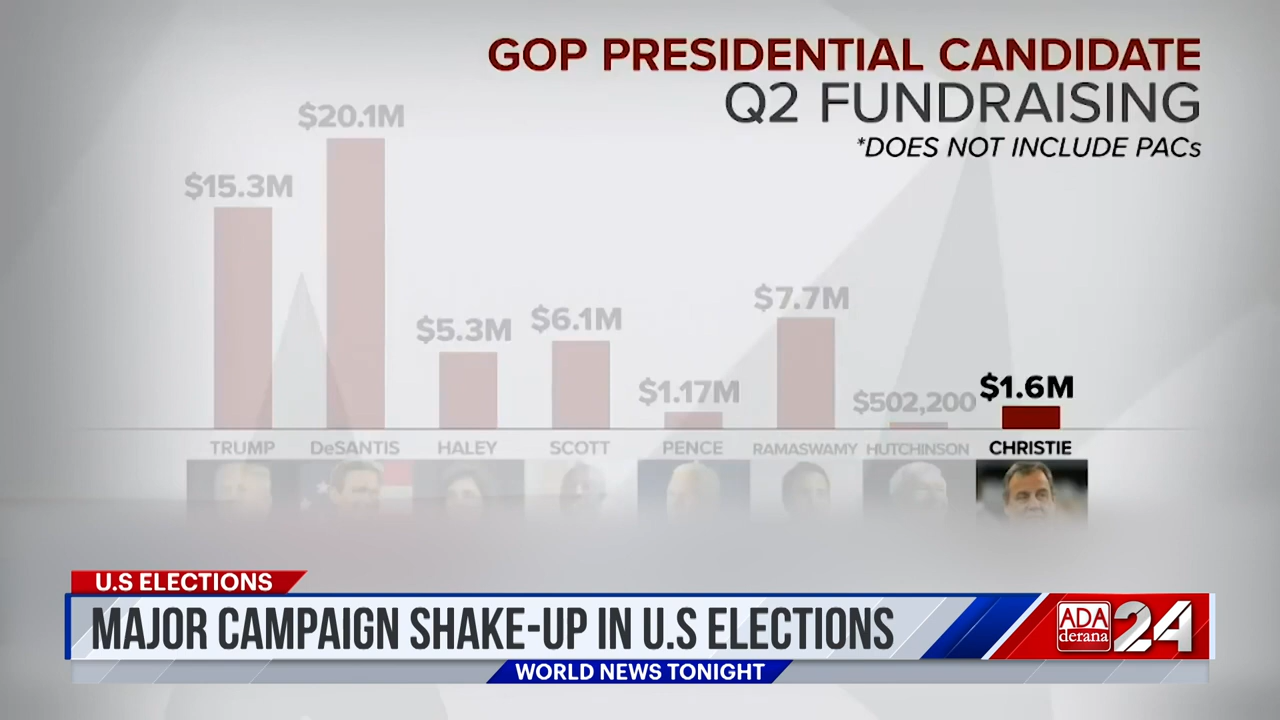 GOP PRESIDENTIAL CANDIDATE
Q2 FUNDRAISING
*DOES NOT INCLUDE PACs
$15.3M
$20.1M
$5.3M
$6.1M
$1.17M
$7.7M
$502,200
$1.6M
TRUMP
DeSANTIS
HALEY
SCOTT
PENCE
RAMASWAMY
HUTCHINSON
CHRISTIE
U.S ELECTIONS
MAJOR CAMPAIGN SHAKE-UP IN U.S ELECTIONS
ADA
derana
24
WORLD NEWS TONIGHT